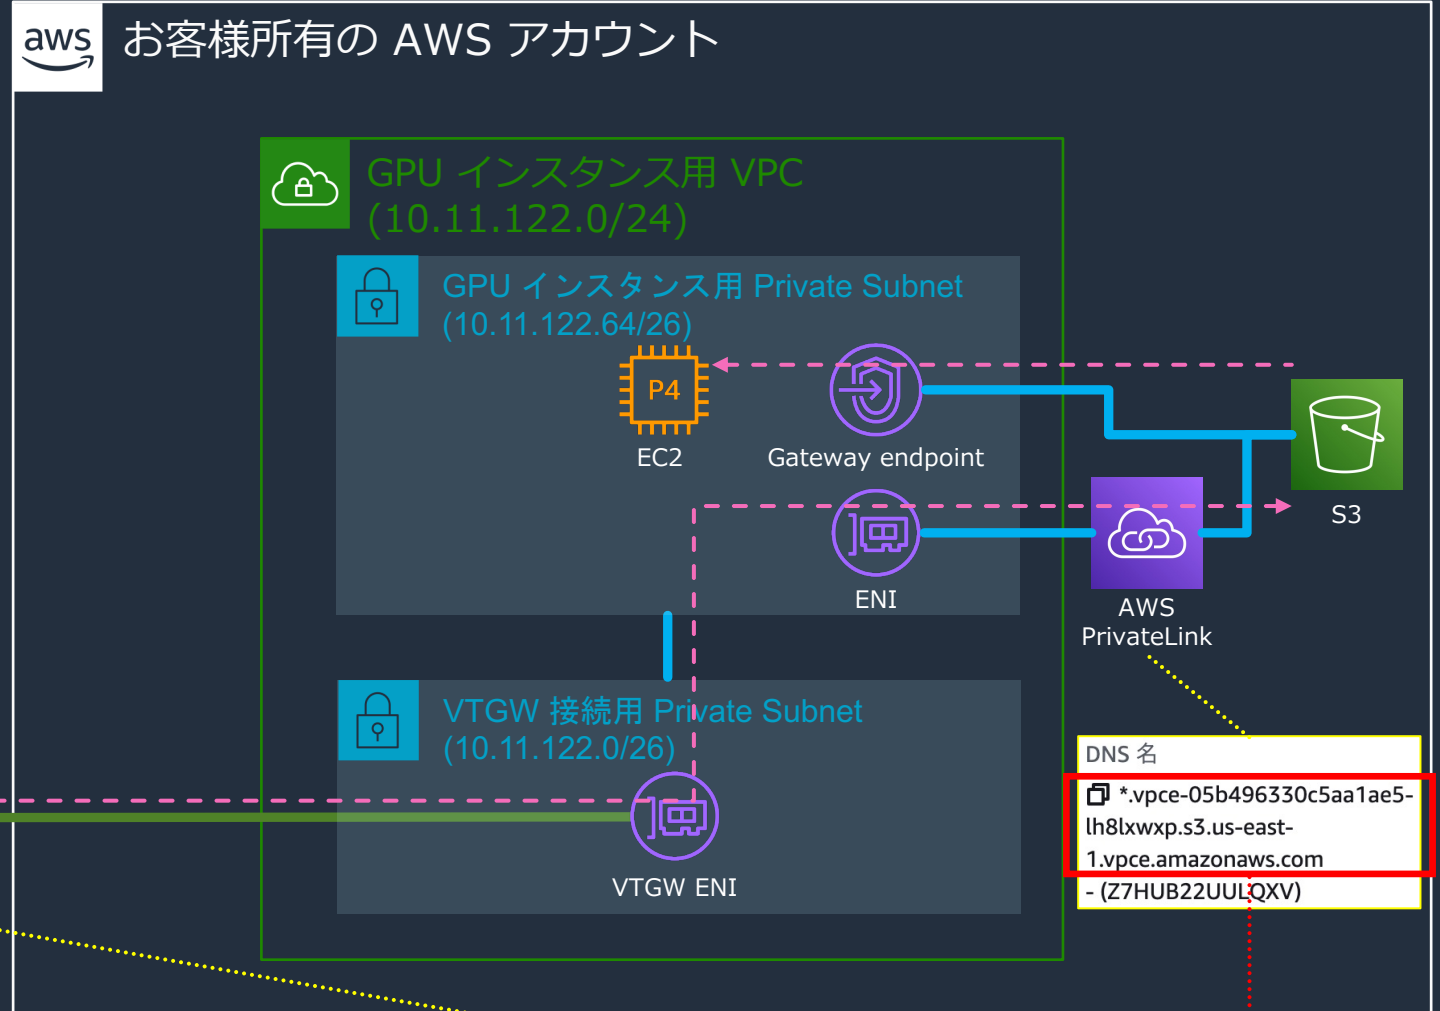 aws
お客様所有の AWS アカウント
GPU インスタンス用 VPC
(10.11.122.0/24)
GPU インスタンス用 Private Subnet
(10.11.122.64/26)
P4
EC2
Gateway endpoint
S3
ENI
AWS
PrivateLink
VTGW 接続用 Private Subnet
(10.11.122.0/26)
VTGW ENI
DNS 名
*.vpce-05b496330c5aa1ae5-
lh8lxwxp.s3.us-east-
1.vpce.amazonaws.com
- (Z7HUB22UULQXV)